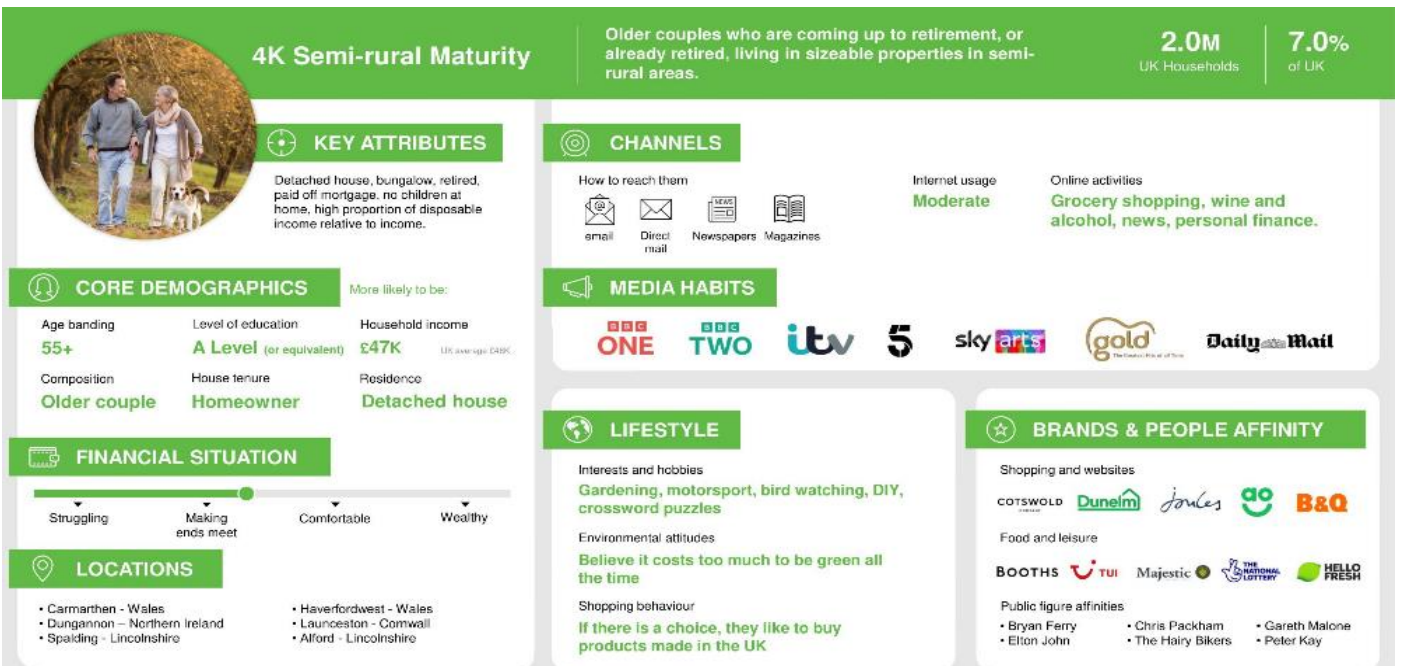 4K Semi-rural Maturity
Older couples who are coming up to retirement, or
already retired, living in sizeable properties in semi-
rural areas.
2.0M
UK Households
7.0%
of UK
KEY ATTRIBUTES
Detached house, bungalow, retired,
paid off mortgage, no children at
home, high proportion of disposable
income relative to income.
CORE DEMOGRAPHICS
More likely to be:
Age banding
55+
Level of education
A Level (or equivalent)
Household income
£47K
UK average
Composition
Older couple
House tenure
Homeowner
Residence
Detached house
FINANCIAL SITUATION
Struggling
Making
ends meet
Comfortable
Wealthy
LOCATIONS
• Carmarthen - Wales
• Dungannon – Northern Ireland
• Spalding - Lincolnshire
• Haverfordwest - Wales
• Launceston - Cornwall
• Alford - Lincolnshire
CHANNELS
How to reach them
email
Direct
mail
NEWS
Newspapers
Magazines
Internet usage
Moderate
Online activities
Grocery shopping, wine and
alcohol, news, personal finance.
MEDIA HABITS
BBC
ONE
BBC
TWO
itv
5
sky arts
gold
Daily Mail
LIFESTYLE
Interests and hobbies
Gardening, motorsport, bird watching, DIY,
crossword puzzles
Environmental attitudes
Believe it costs too much to be green all
the time
Shopping behaviour
If there is a choice, they like to buy
products made in the UK
BRANDS & PEOPLE AFFINITY
Shopping and websites
COTSWOLD
Dunelm
Joules
ao
B&Q
Food and leisure
BOOTHS
TUI
Majestic
THE
NATIONAL
LOTTERY
HELLO
FRESH
Public figure affinities
• Bryan Ferry
• Elton John
• Chris Packham
• The Hairy Bikers
• Gareth Malone
• Peter Kay